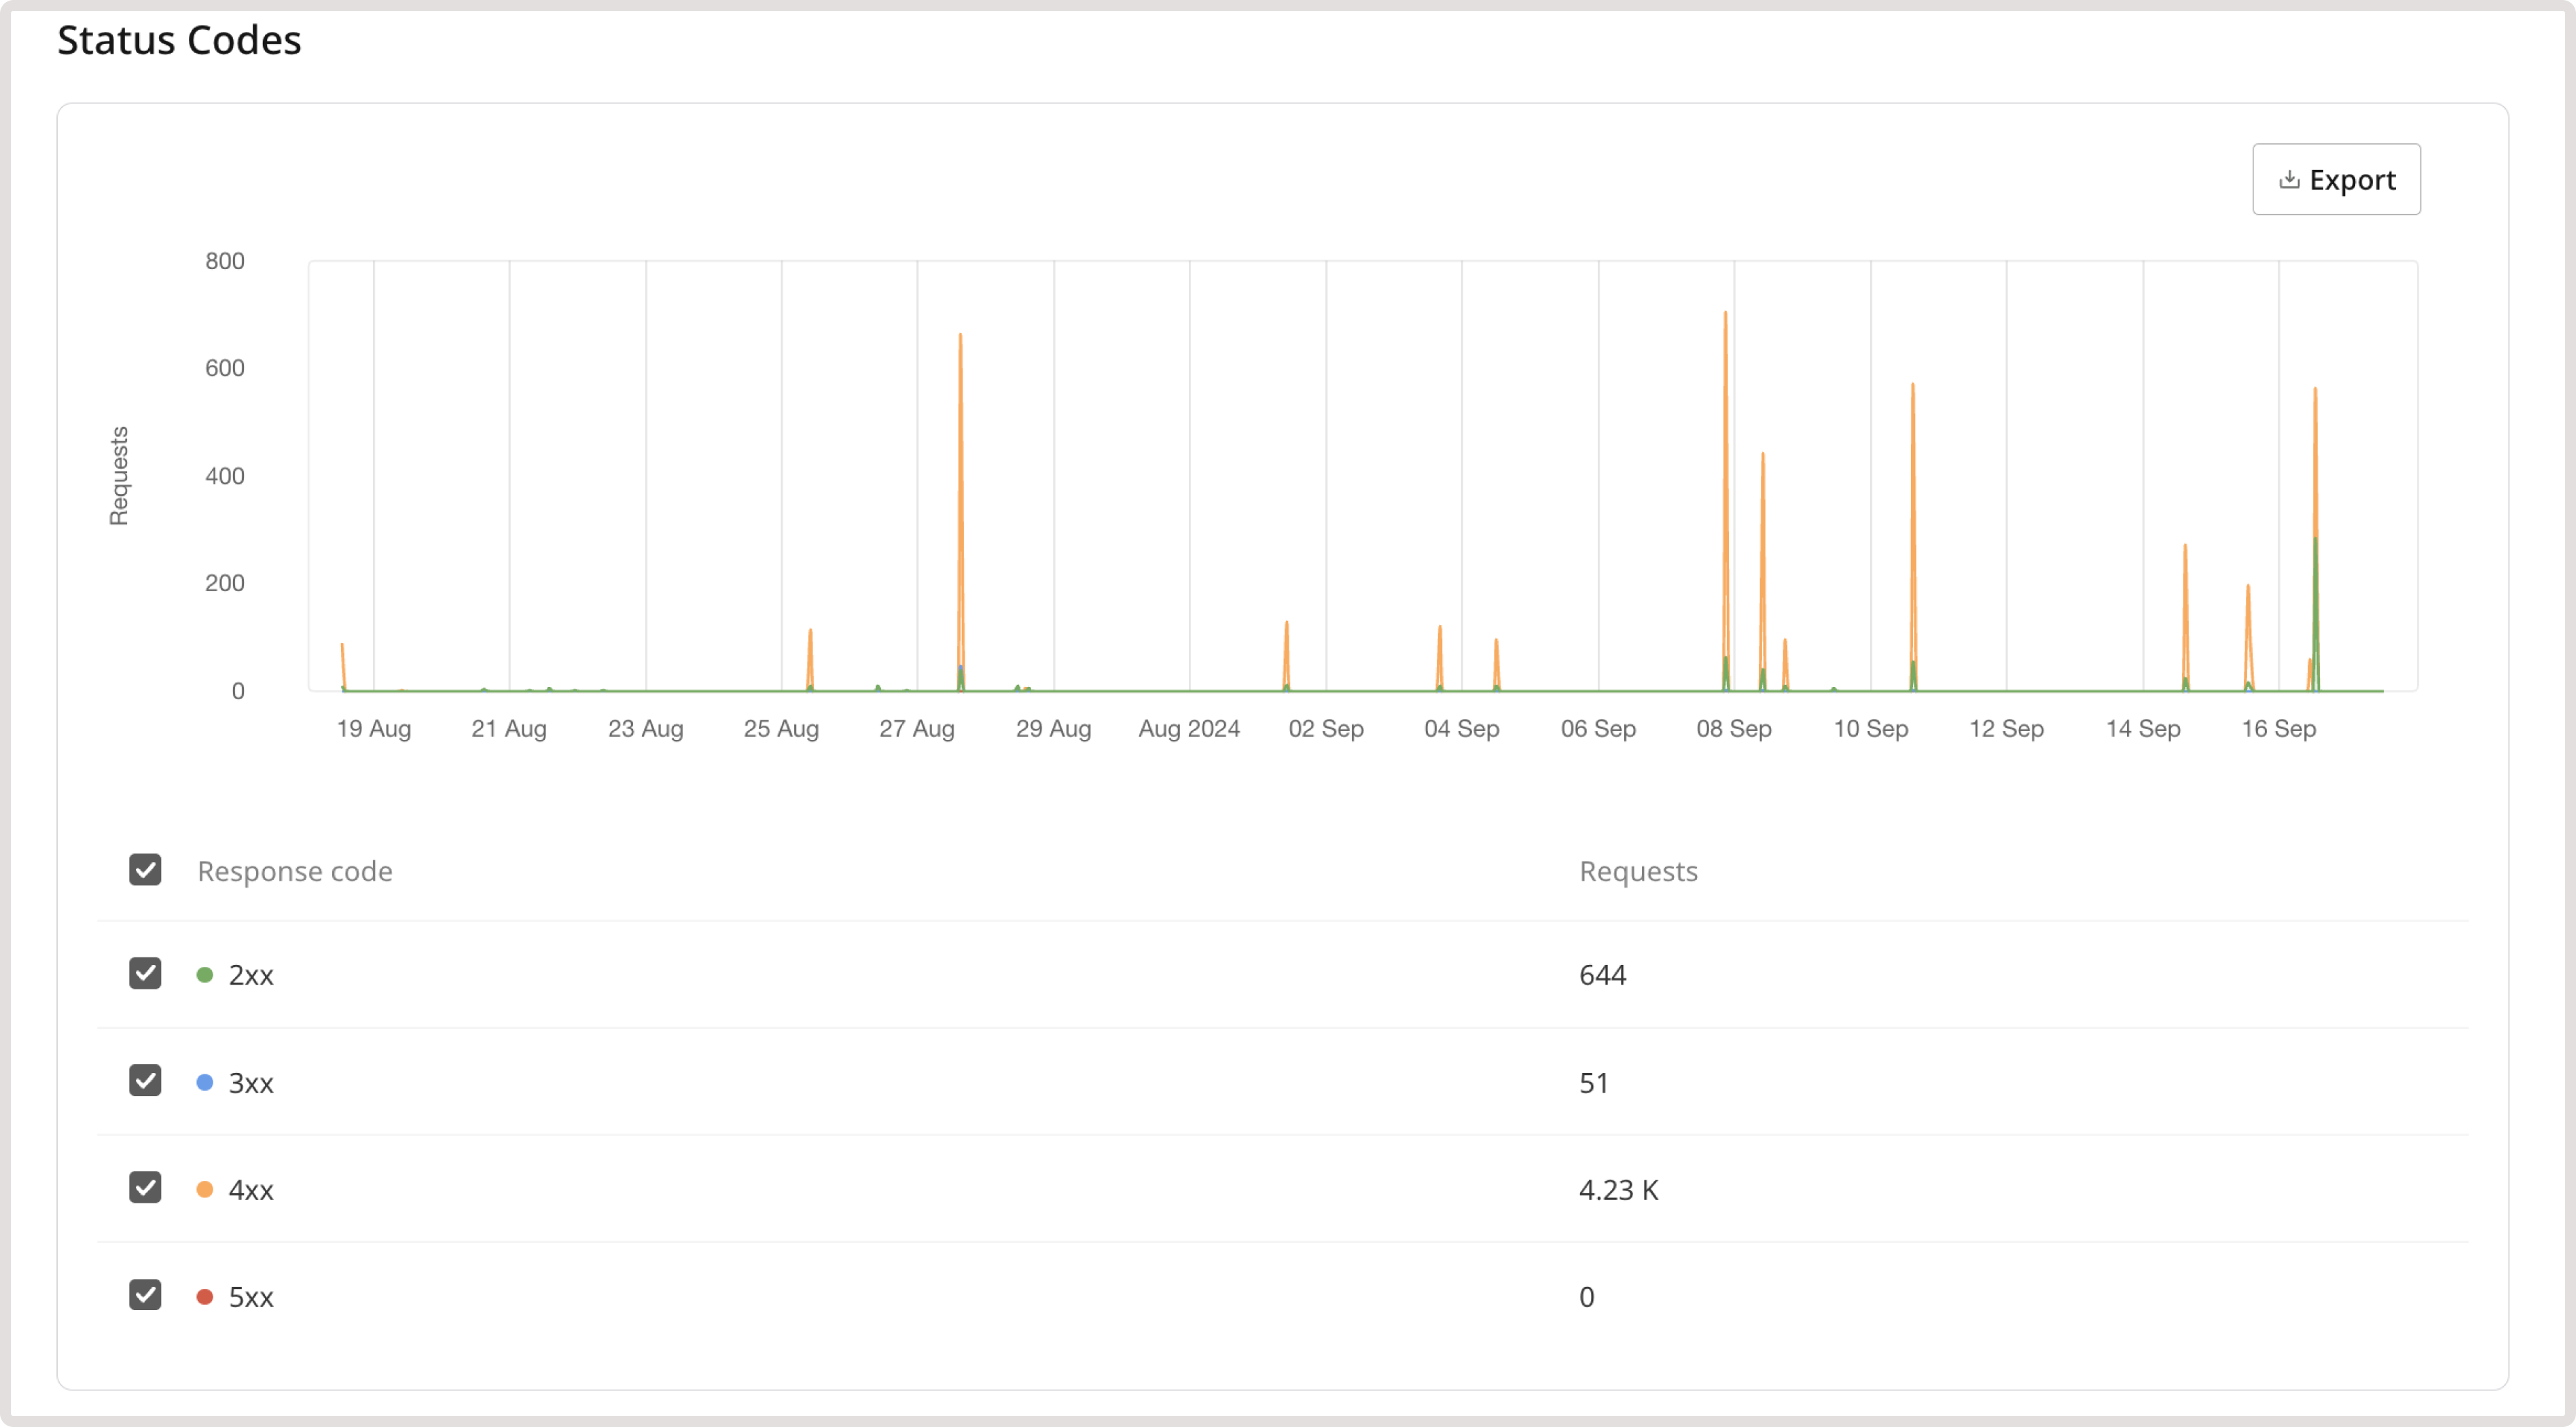 Status Codes
Export
800
600
400
200
0
Requests
19 Aug 21 Aug 23 Aug 25 Aug 27 Aug 29 Aug Aug 2024 02 Sep 04 Sep 06 Sep 08 Sep 10 Sep 12 Sep 14 Sep 16 Sep
Response code Requests
2xx 644
3xx 51
4xx 4.23 K
5xx 0